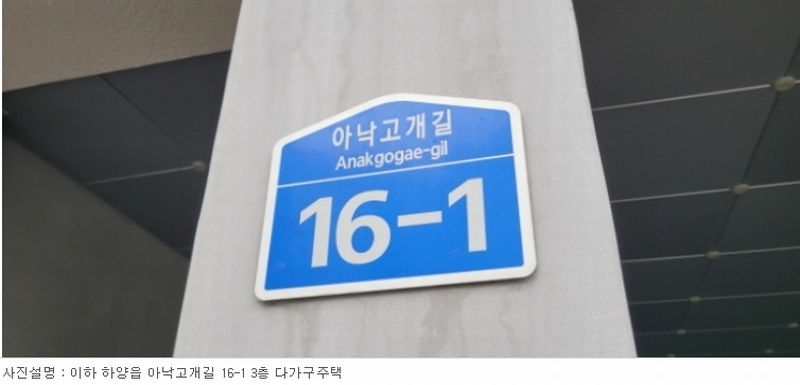 아낙고개길
Anakgogae-gil
16-1
사진설명 : 이하 하양읍 아낙고개길 16-1 3층 다가구주택